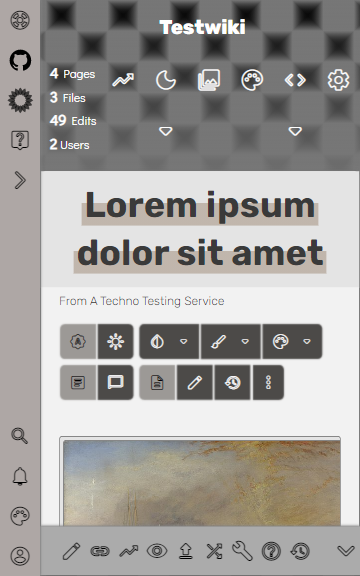 Testwiki
4 Pages
3 Files
49 Edits
2 Users
Lorem ipsum
dolor sit amet
From A Techno Testing Service